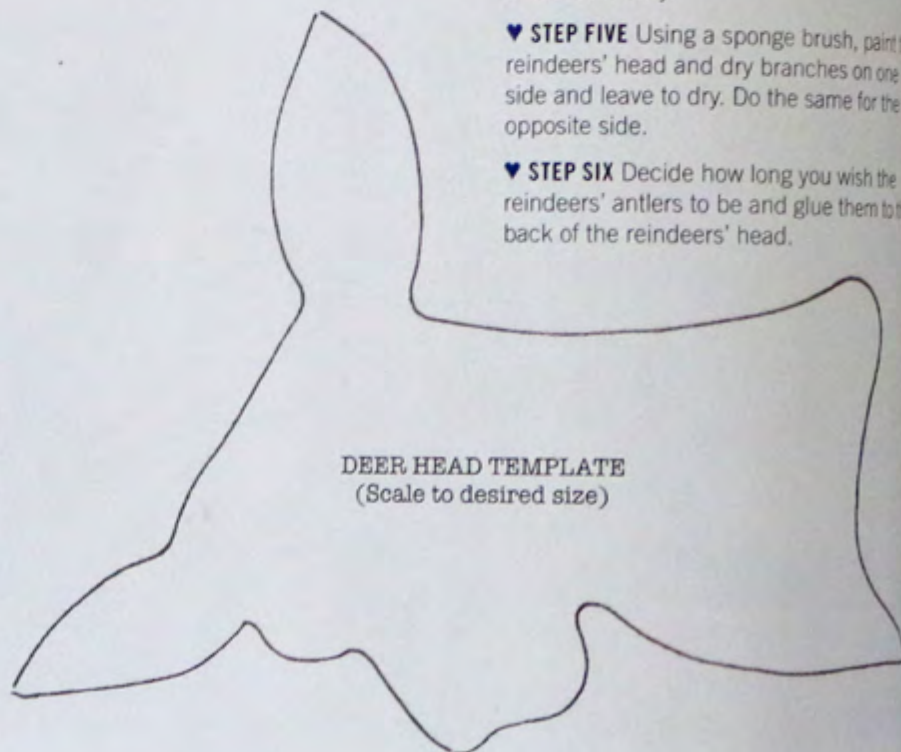 ♥ STEP FIVE Using a sponge brush, paint
reindeers' head and dry branches on one
side and leave to dry. Do the same for the
opposite side.
♥ STEP SIX Decide how long you wish the
reindeers' antlers to be and glue them to
back of the reindeers' head.
DEER HEAD TEMPLATE
(Scale to desired size)